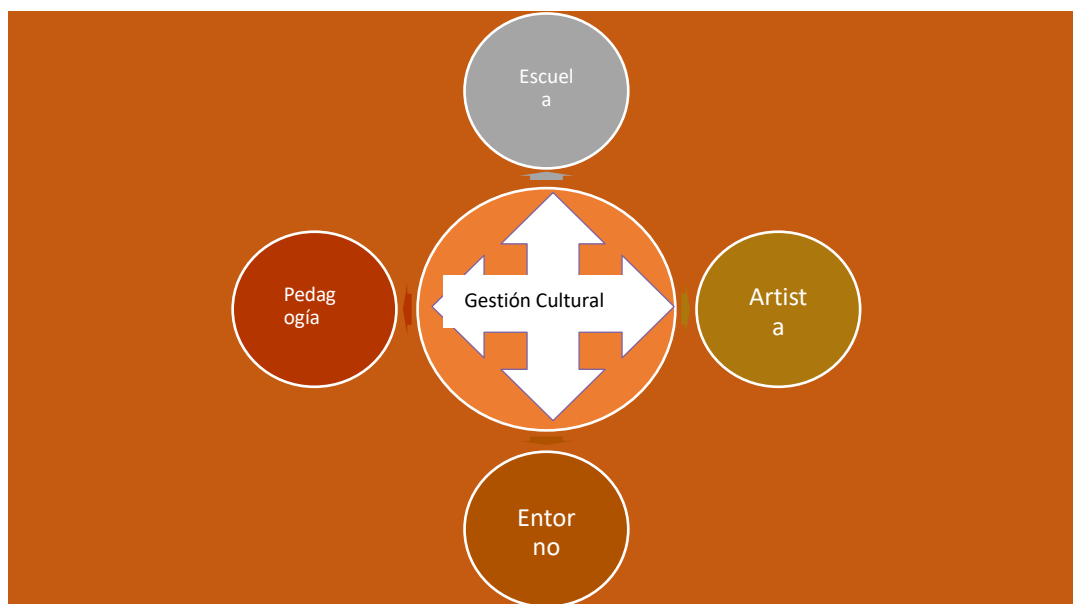 Escuel
a
Pedag
ogía
Gestión Cultural
Artist
a
Entor
no